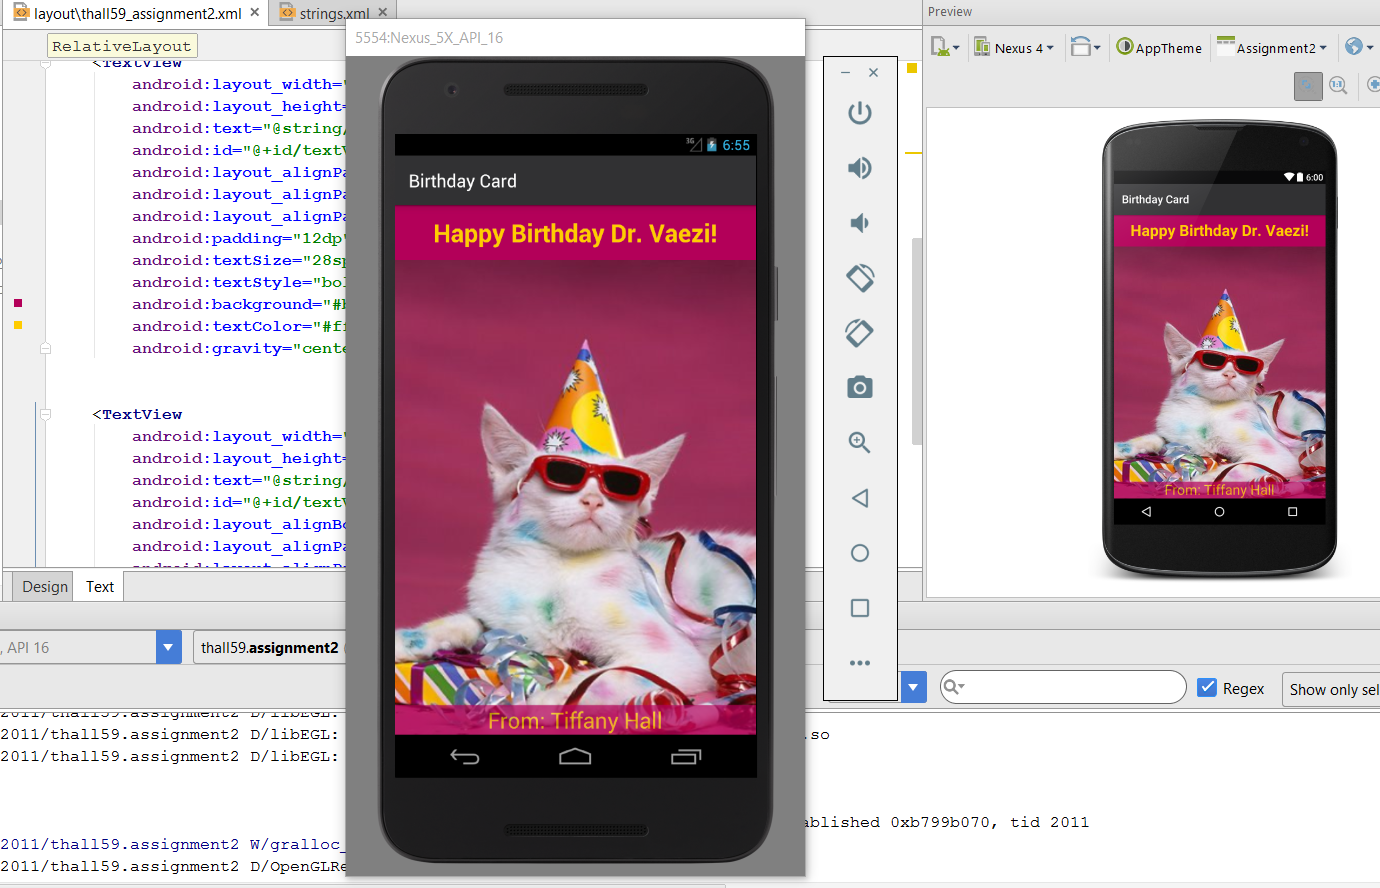 layout\thall59_assignment2.xml
strings.xml
RelativeLayout
<TextView
android:layout_width=
android:layout_height=
android:text="@string/
android:id="@+id/text
android:layout_alignPa
android:layout_alignPa
android:layout_alignPa
android:padding="12dp
android:textSize="28sp
android:textStyle="bol
android:background="#
android:textColor="#f
android:gravity="cente
<TextView
android:layout_width=
android:layout_height=
android:text="@string/
android:id="@+id/text
android:layout_alignBo
android:layout_alignPa
Design
Text
, API 16
thall59.assignment2
5554:Nexus_5X_API_16
3G
6:55
Birthday Card
Happy Birthday Dr. Vaezi!
From: Tiffany Hall
Preview
Nexus 4
AppTheme
Assignment2
1:1
6:00
Birthday Card
Happy Birthday Dr. Vaezi!
From: Tiffany Hall
Regex
Show only sel
2011/thall59.assignment2 D/libEGL:
2011/thall59.assignment2 D/libEGL: .so
2011/thall59.assignment2 D/libEGL:
ablished 0xb799b070, tid 2011
2011/thall59.assignment2 W/gralloc_
2011/thall59.assignment2 D/OpenGLRe